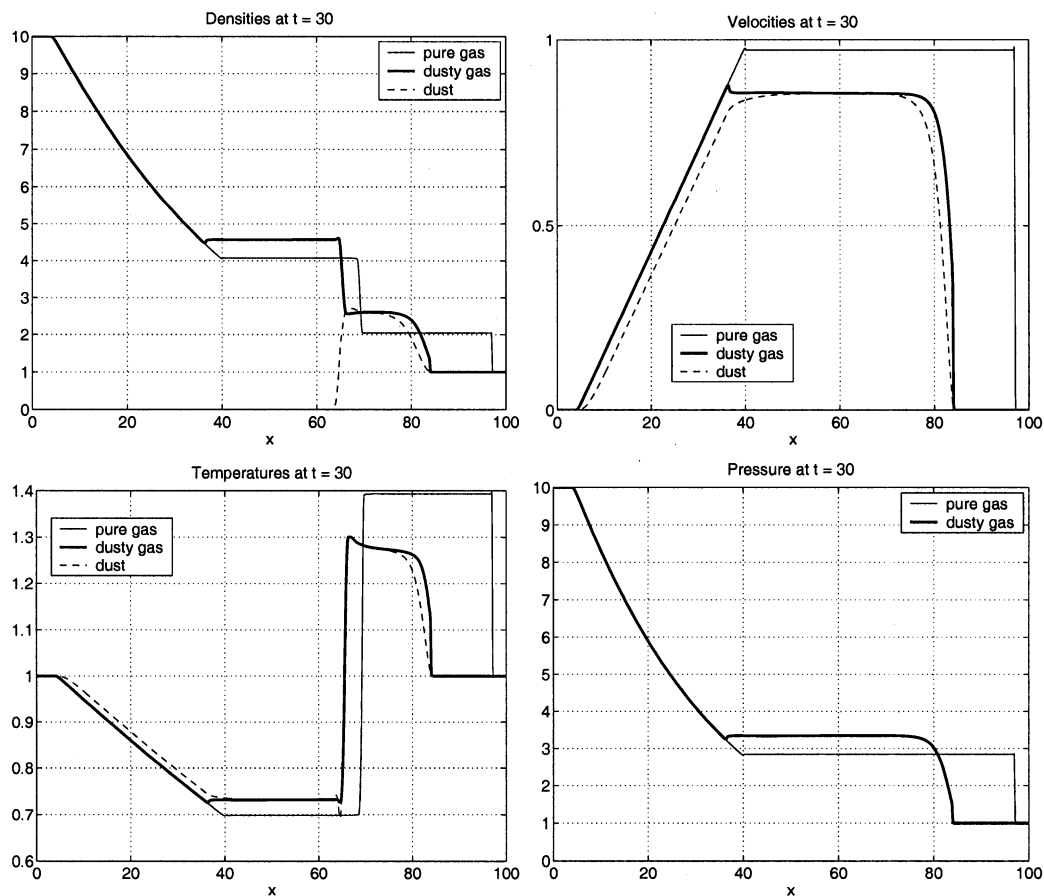 Densities at t = 30
10
9
8
7
6
5
4
3
2
1
0
pure gas
dusty gas
dust
0 20 40 60 80 100
x
Velocities at t = 30
1
0.5
0
pure gas
dusty gas
dust
0 20 40 60 80 100
x
Temperatures at t = 30
1.4
1.3
1.2
1.1
1
0.9
0.8
0.7
0.6
pure gas
dusty gas
dust
0 20 40 60 80 100
x
Pressure at t = 30
10
9
8
7
6
5
4
3
2
1
0
pure gas
dusty gas
0 20 40 60 80 100
x